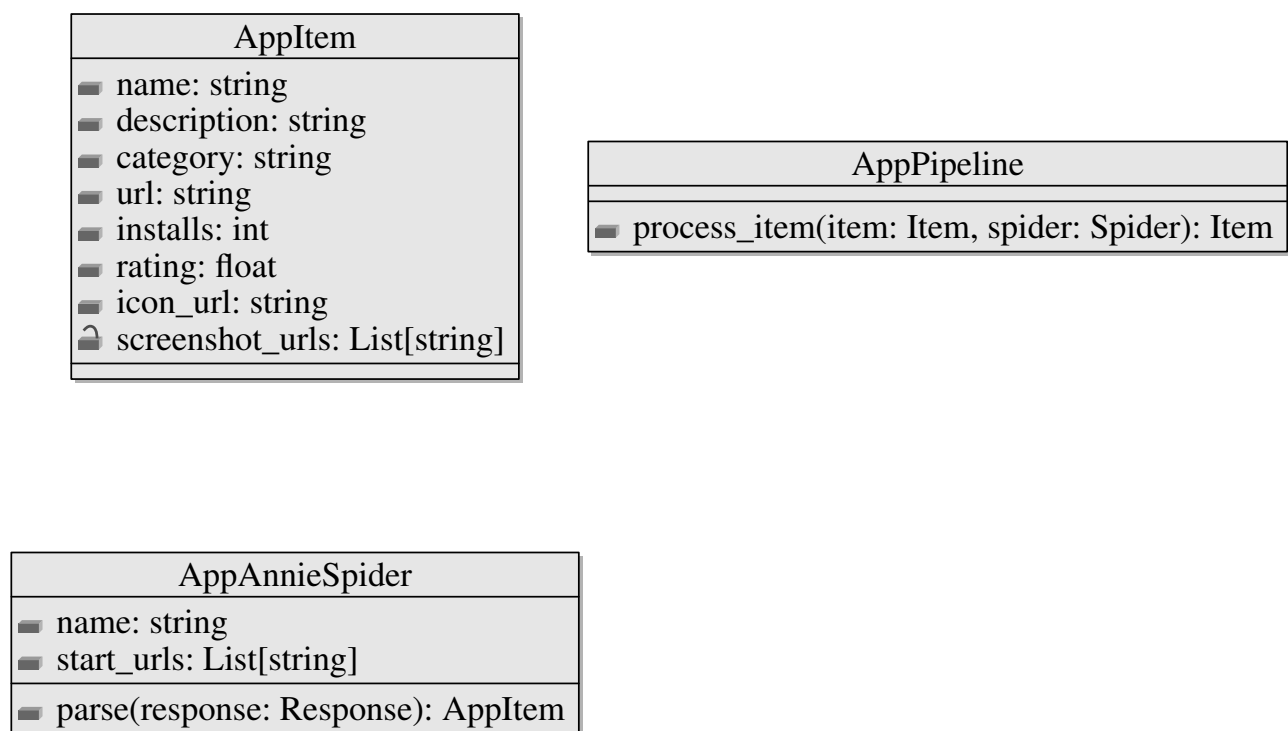 AppItem
name: string
description: string
category: string
url: string
installs: int
rating: float
icon_url: string
screenshot_urls: List[string]
AppPipeline
process_item(item: Item, spider: Spider): Item
AppAnnieSpider
name: string
start_urls: List[string]
parse(response: Response): AppItem